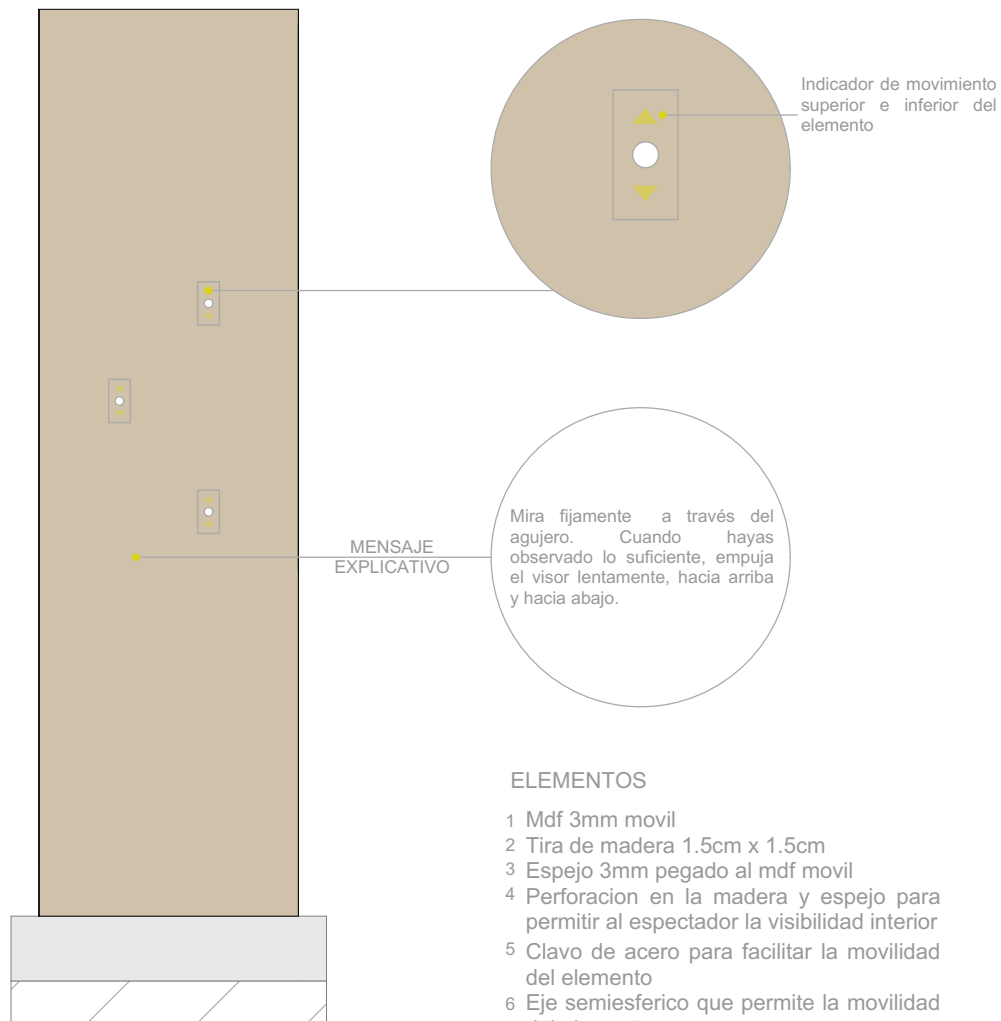 Indicador de movimiento
superior e inferior del
elemento
MENSAJE
EXPLICATIVO
Mira fijamente a través del
agujero. Cuando hayas
observado lo suficiente, empuja
el visor lentamente, hacia arriba
y hacia abajo.
ELEMENTOS
1 Mdf 3mm movil
2 Tira de madera 1.5cm x 1.5cm
3 Espejo 3mm pegado al mdf movil
4 Perforacion en la madera y espejo para
permitir al espectador la visibilidad interior
5 Clavo de acero para facilitar la movilidad
del elemento
6 Eje semiesferico que permite la movilidad